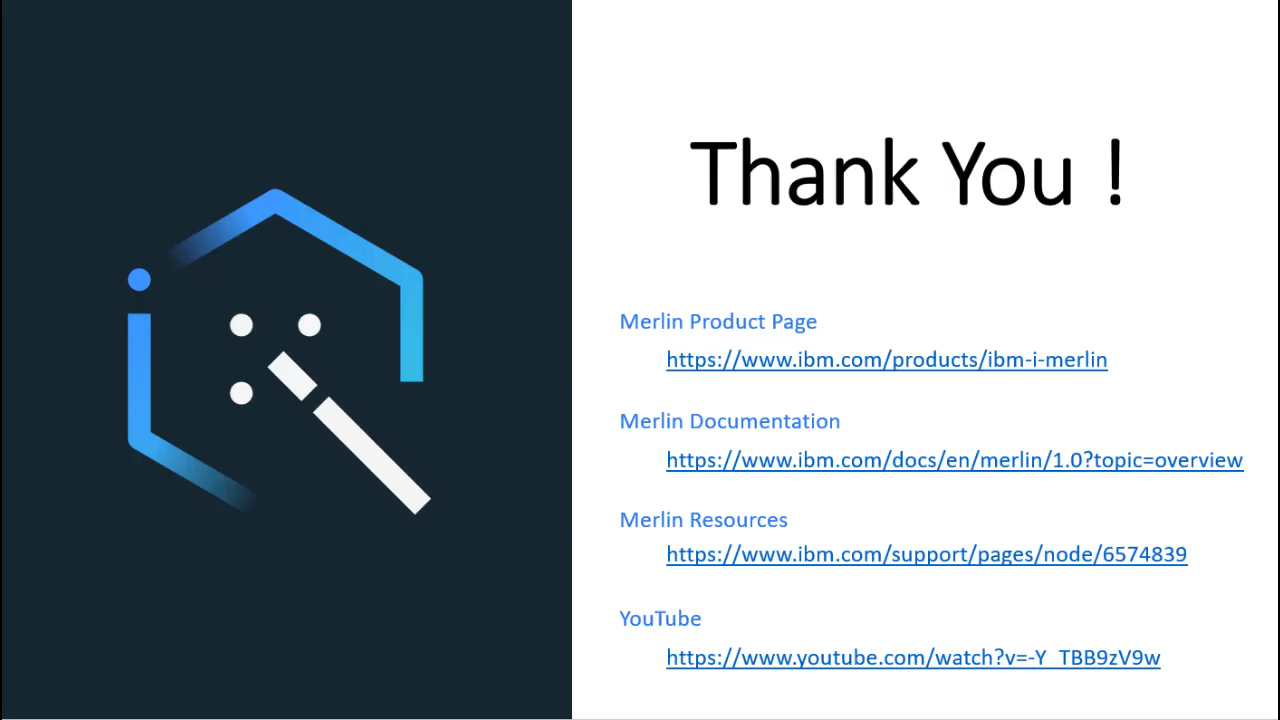 Thank You !
Merlin Product Page
https://www.ibm.com/products/ibm-i-merlin
Merlin Documentation
https://www.ibm.com/docs/en/merlin/1.0?topic=overview
Merlin Resources
https://www.ibm.com/support/pages/node/6574839
YouTube
https://www.youtube.com/watch?v=-Y_TBB9zV9w